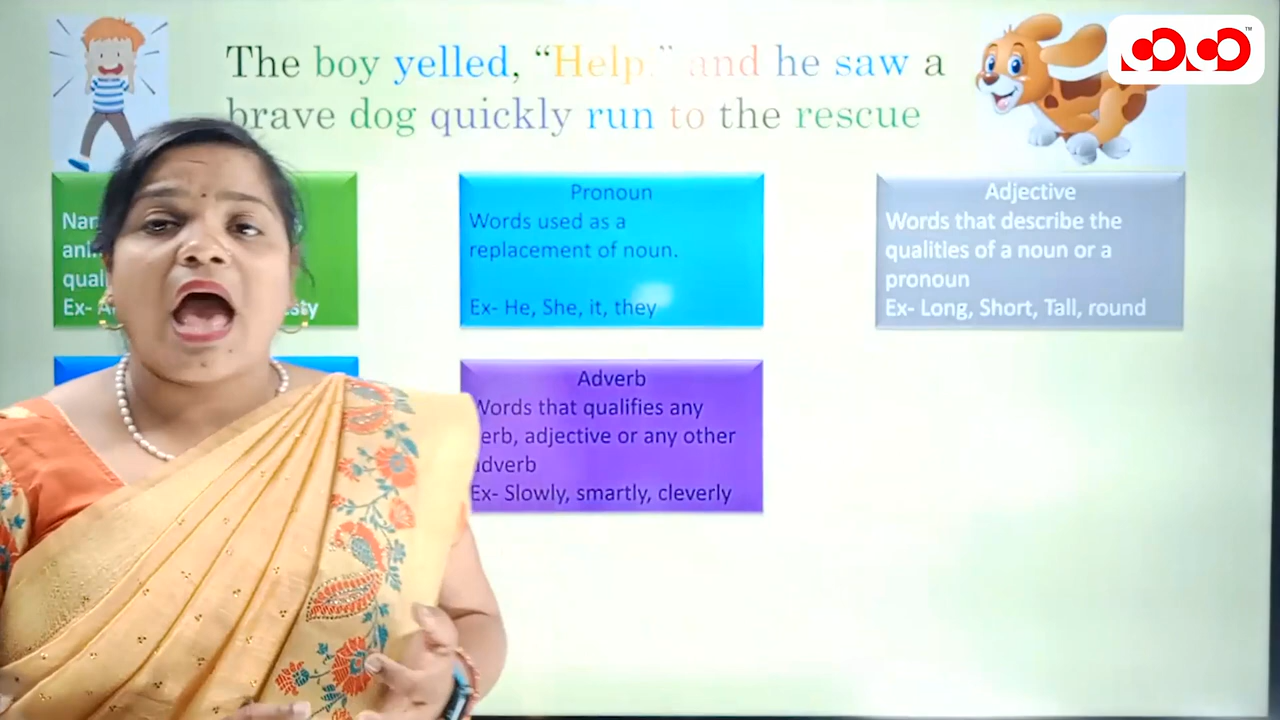 The boy yelled, “Help!” and he saw a
brave dog quickly run to the rescue
Pronoun
Words used as a
replacement of noun.
Ex- He, She, it, they
Adjective
Words that describe the
qualities of a noun or a
pronoun
Ex- Long, Short, Tall, round
Adverb
Words that qualifies any
verb, adjective or any other
adverb
Ex- Slowly, smartly, cleverly
Ex-
TM